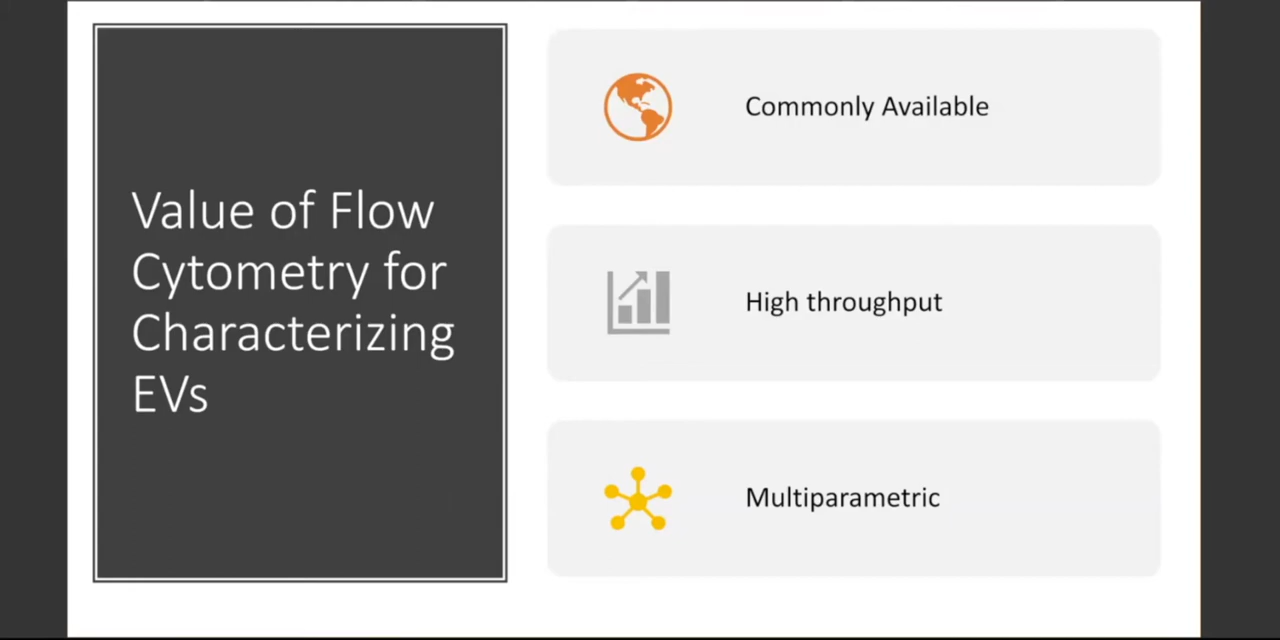 Value of Flow
Cytometry for
Characterizing
EVs
Commonly Available
High throughput
Multiparametric